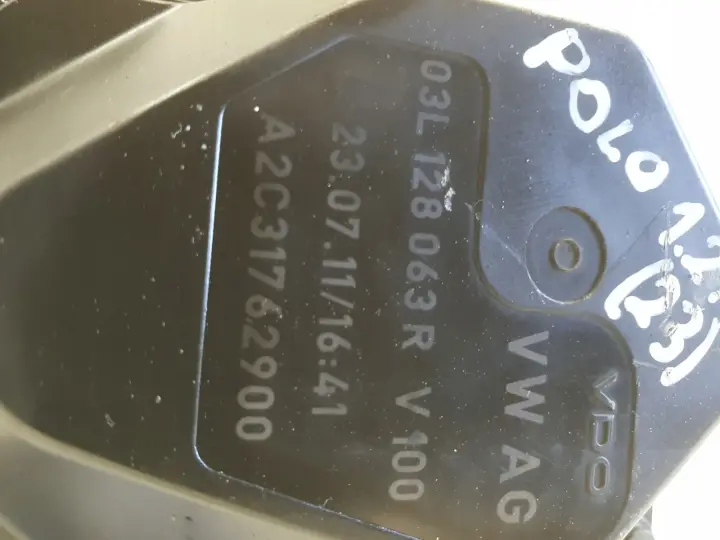 POLO 1.2.
(23)
VDO
VW AG
03L 128 063 R V 100
23.07.11/16:41
A2C31762900